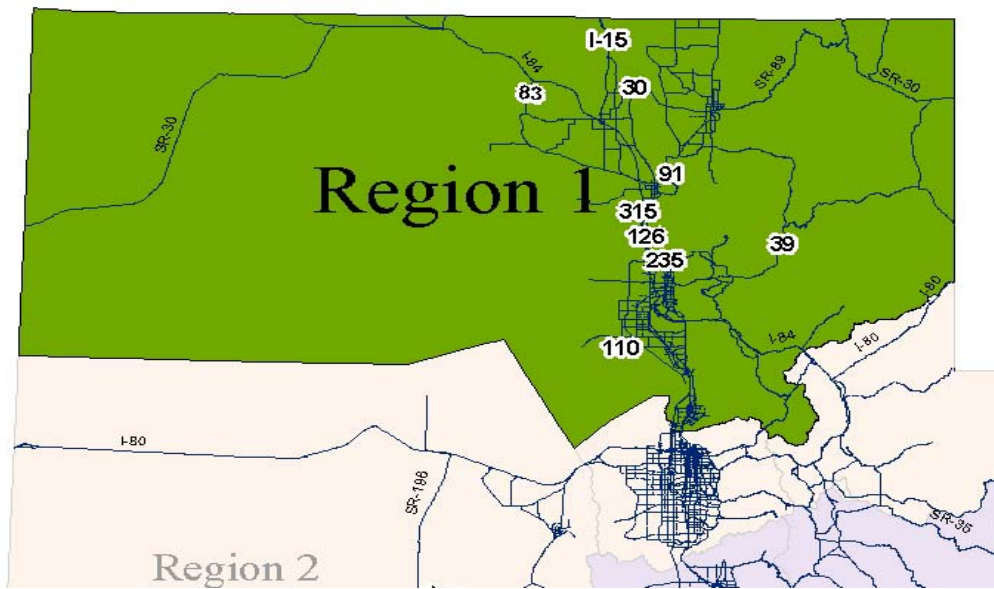 I-15
I-84
83
30
SR-89
SR-30
SR-30
91
Region 1
315
126
39
235
I-80
110
I-84
I-80
I-80
SR-196
SR-35
Region 2